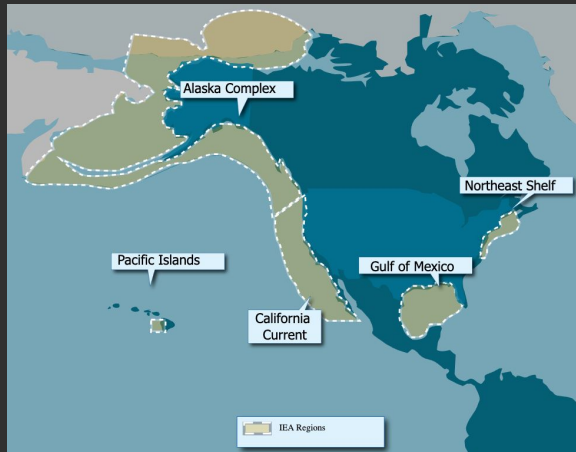 Alaska Complex
Northeast Shelf
Pacific Islands
Gulf of Mexico
California
Current
IEA Regions